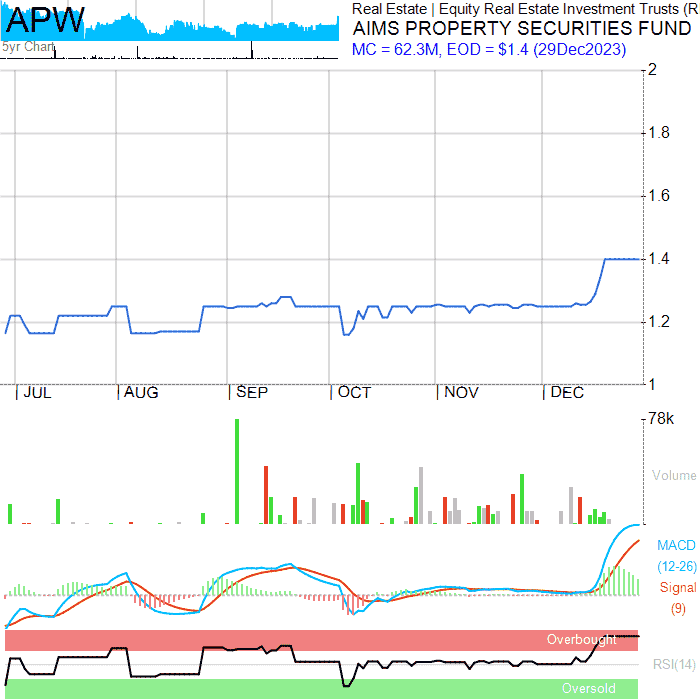 APW
5yr Chart
Real Estate | Equity Real Estate Investment Trusts (R
AIMS PROPERTY SECURITIES FUND
MC = 62.3M, EOD = $1.4 (29Dec2023)
2
1.8
1.6
1.4
1.2
1
JUL AUG SEP OCT NOV DEC
78k
Volume
MACD
(12-26)
Signal
(9)
Overbought
RSI(14)
Oversold